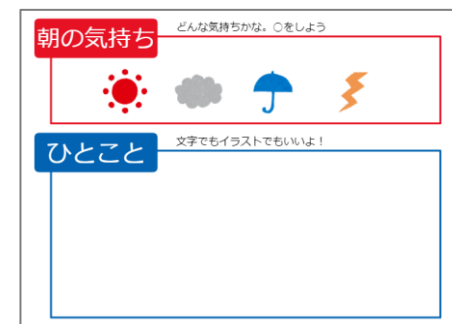 朝の気持ち
どんな気持ちかな。○をしよう
ひとこと
文字でもイラストでもいいよ！